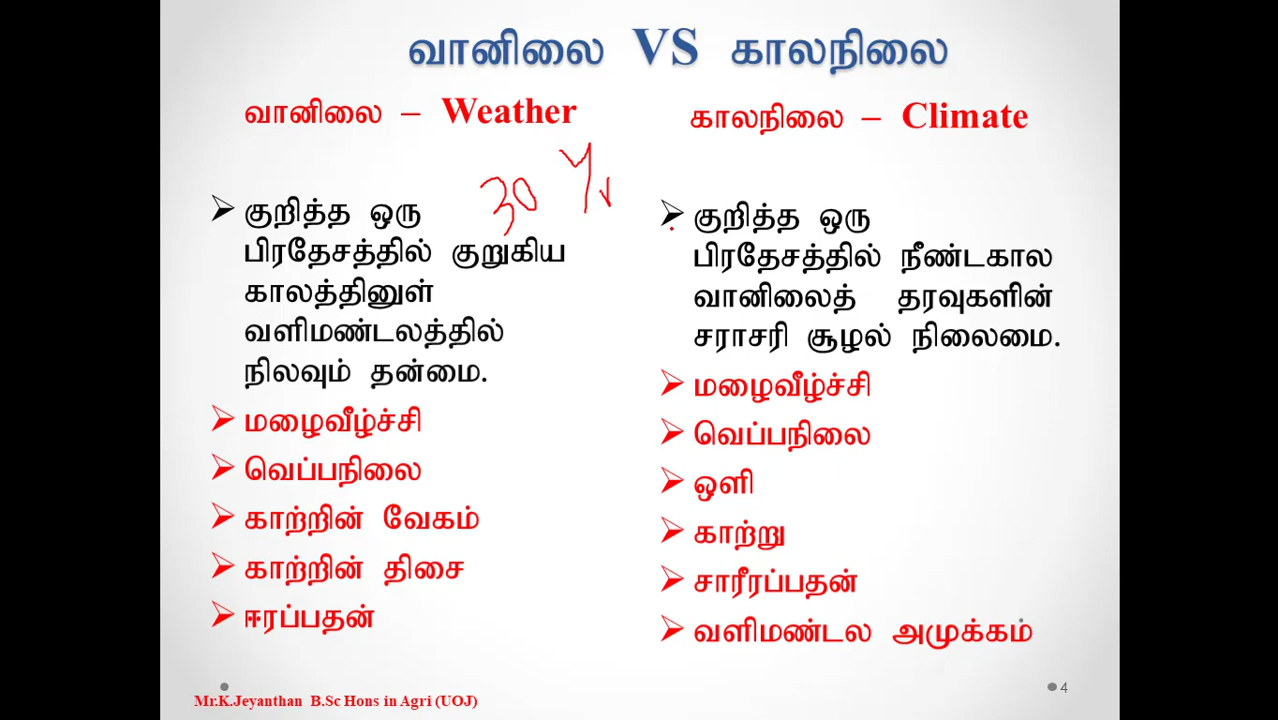 வானிலை VS காலநிலை
வானிலை – Weather
30 Yr
குறித்த ஒரு
பிரதேசத்தில் குறுகிய
காலத்தினுள்
வளிமண்டலத்தில்
நிலவும் தன்மை.
மழைவீழ்ச்சி
வெப்பநிலை
காற்றின் வேகம்
காற்றின் திசை
ஈரப்பதன்
காலநிலை – Climate
குறித்த ஒரு
பிரதேசத்தில் நீண்டகால
வானிலைத் தரவுகளின்
சராசரி சூழல் நிலைமை.
மழைவீழ்ச்சி
வெப்பநிலை
ஒளி
காற்று
சாரீரப்பதன்
வளிமண்டல அமுக்கம்
Mr.K.Jeyanthan B.Sc Hons in Agri (UOJ)
4